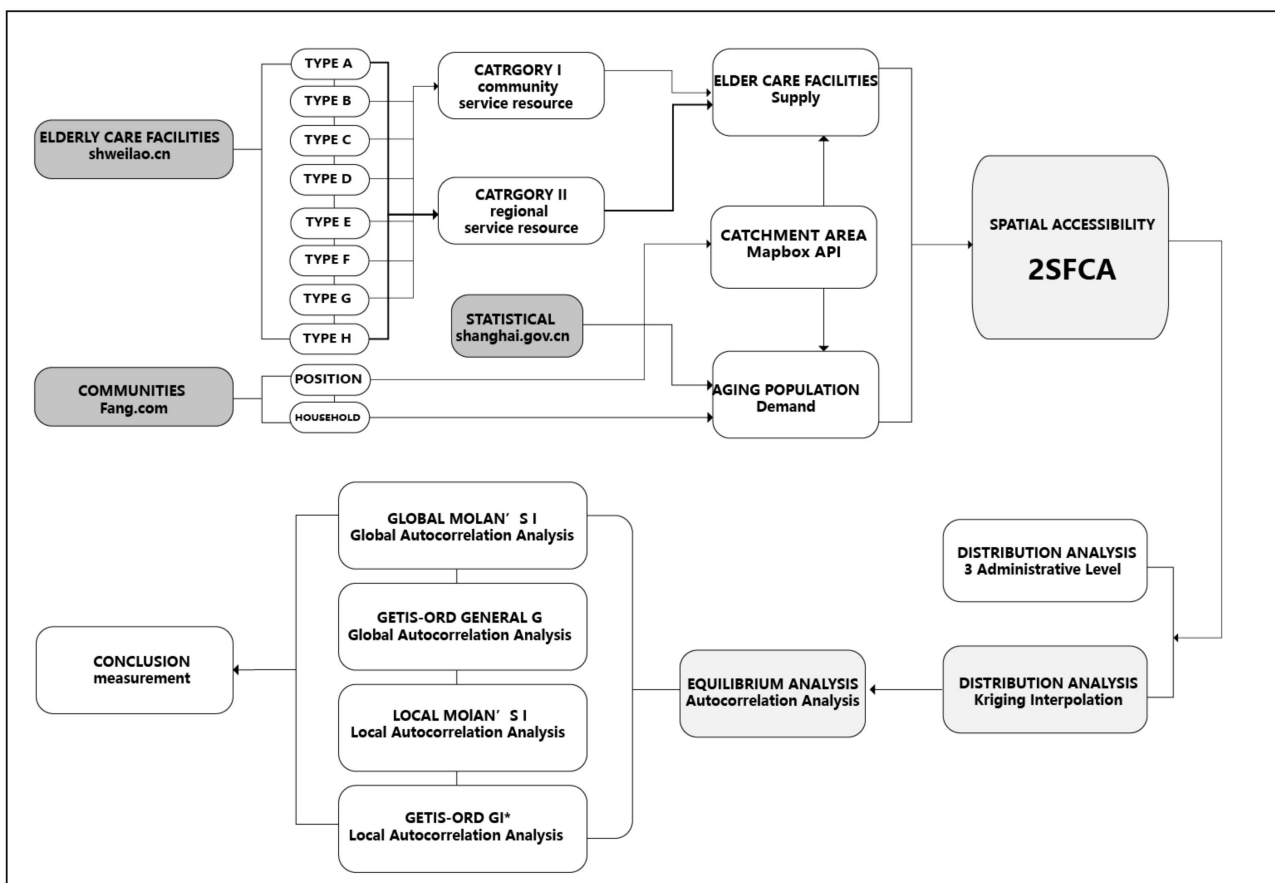 ELDERLY CARE FACILITIES
shweilao.cn
TYPE A
TYPE B
TYPE C
TYPE D
TYPE E
TYPE F
TYPE G
TYPE H
CATRGORY I
community
service resource
CATRGORY II
regional
service resource
ELDER CARE FACILITIES
Supply
CATCHMENT AREA
Mapbox API
STATISTICAL
shanghai.gov.cn
COMMUNITIES
Fang.com
POSITION
HOUSEHOLD
AGING POPULATION
Demand
SPATIAL ACCESSIBILITY
2SFCA
DISTRIBUTION ANALYSIS
3 Administrative Level
DISTRIBUTION ANALYSIS
Kriging Interpolation
EQUILIBRIUM ANALYSIS
Autocorrelation Analysis
GLOBAL MOLAN’S I
Global Autocorrelation Analysis
GETIS-ORD GENERAL G
Global Autocorrelation Analysis
LOCAL MOlAN’S I
Local Autocorrelation Analysis
GETIS-ORD GI*
Local Autocorrelation Analysis
CONCLUSION
measurement